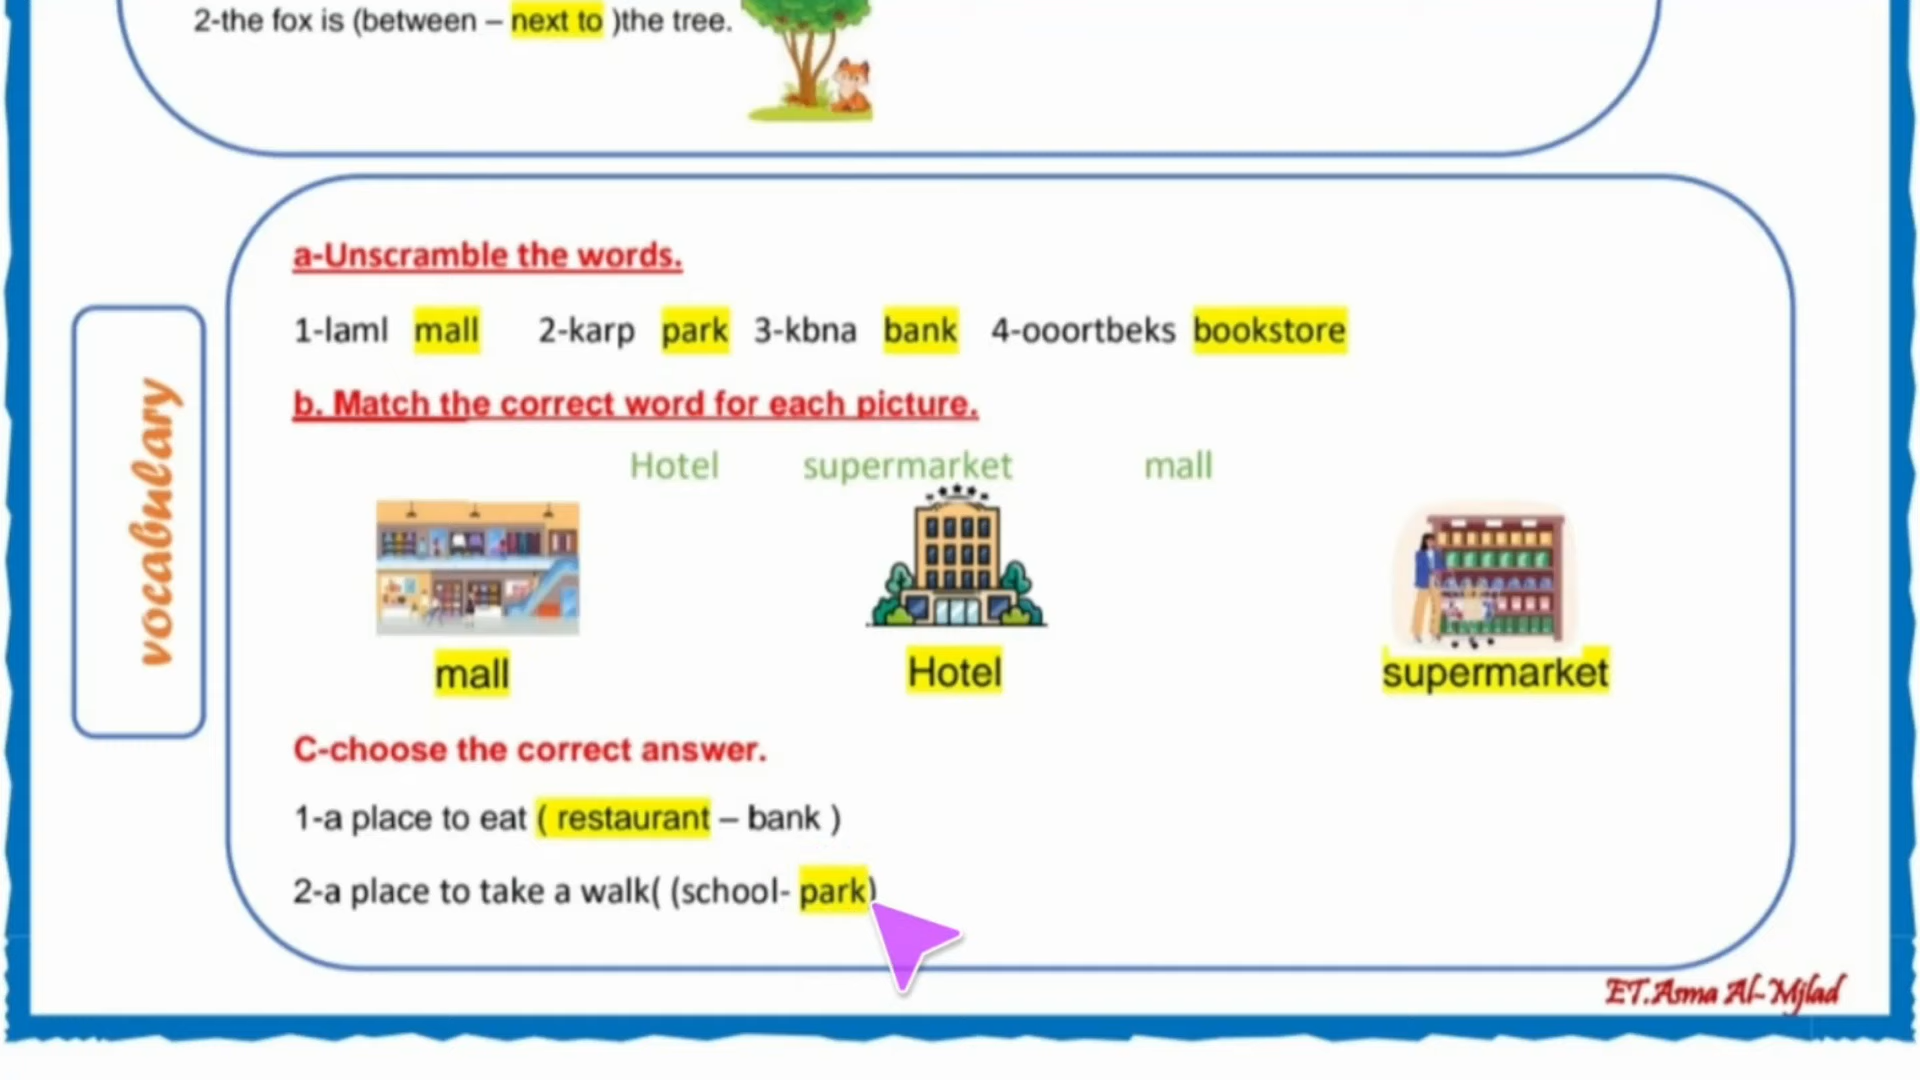 2-the fox is (between – next to )the tree.
vocabulary
a-Unscramble the words.
1-laml mall 2-karp park 3-kbna bank 4-ooortbeks bookstore
b. Match the correct word for each picture.
Hotel supermarket mall
mall Hotel supermarket
C-choose the correct answer.
1-a place to eat ( restaurant – bank )
2-a place to take a walk( (school- park)
ET.Asma Al-Mjlad